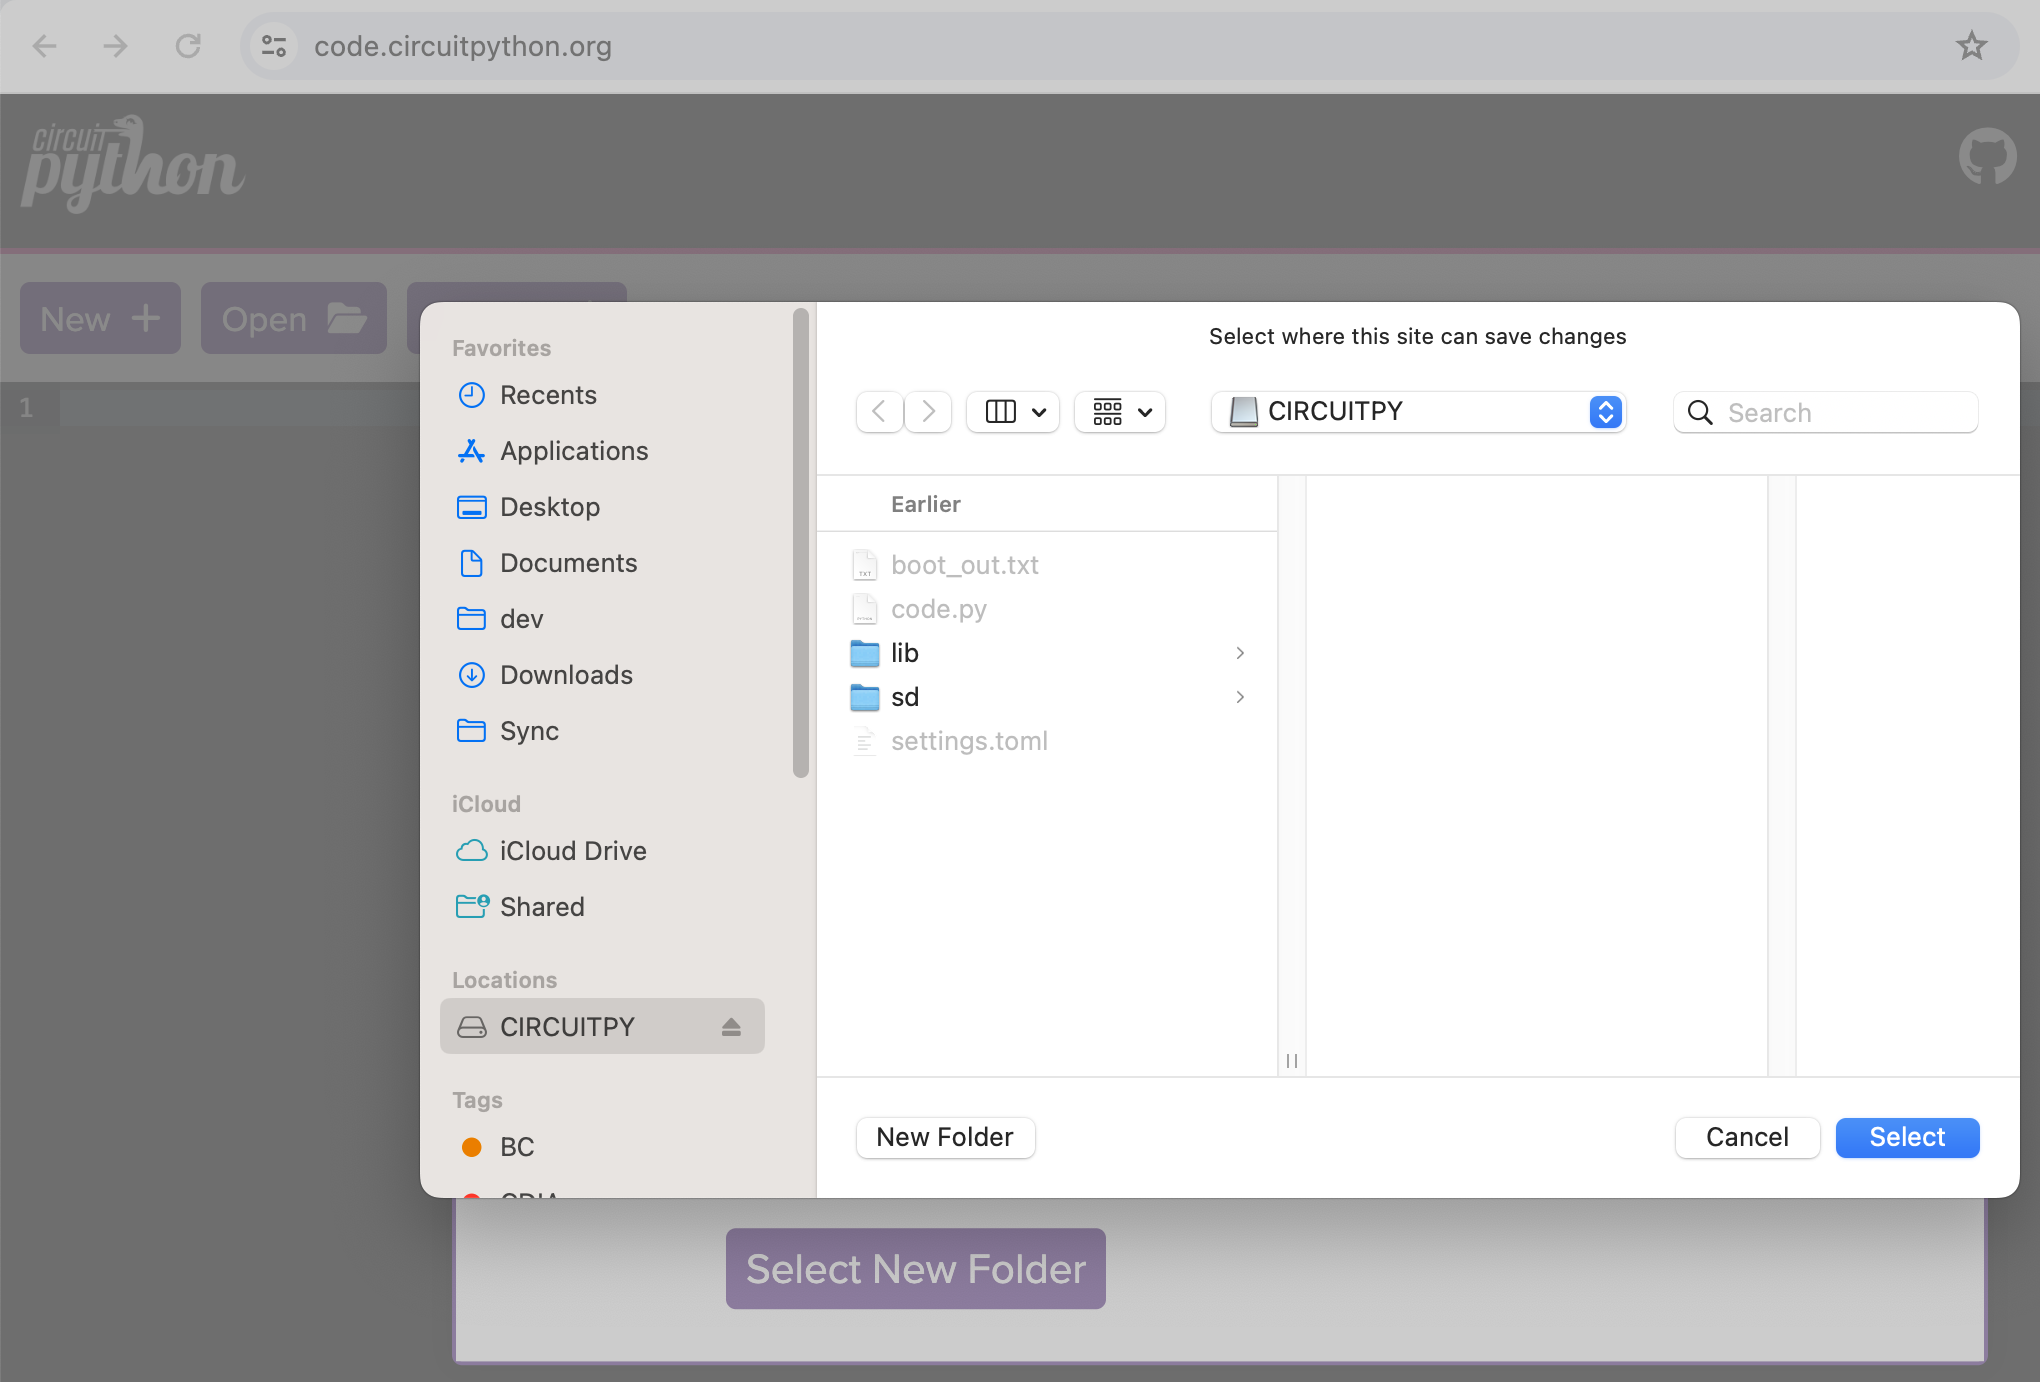 code.circuitpython.org
circuit
python
New
Open
1
Favorites
Recents
Applications
Desktop
Documents
dev
Downloads
Sync
iCloud
iCloud Drive
Shared
Locations
CIRCUITPY
Tags
BC
Select where this site can save changes
CIRCUITPY
Search
Earlier
boot_out.txt
code.py
lib
sd
settings.toml
New Folder
Cancel
Select
Select New Folder